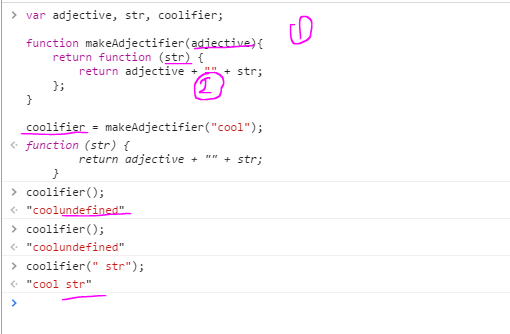 > var adjective, str, coolifier;
function makeAdjectifier(adjective){
    return function (str) {
        return adjective + "" + str;
    };
}
coolifier = makeAdjectifier("cool");
function (str) {
        return adjective + "" + str;
    }
> coolifier();
"coolundefined"
> coolifier();
"coolundefined"
> coolifier(" str");
"cool str"
>
1
2